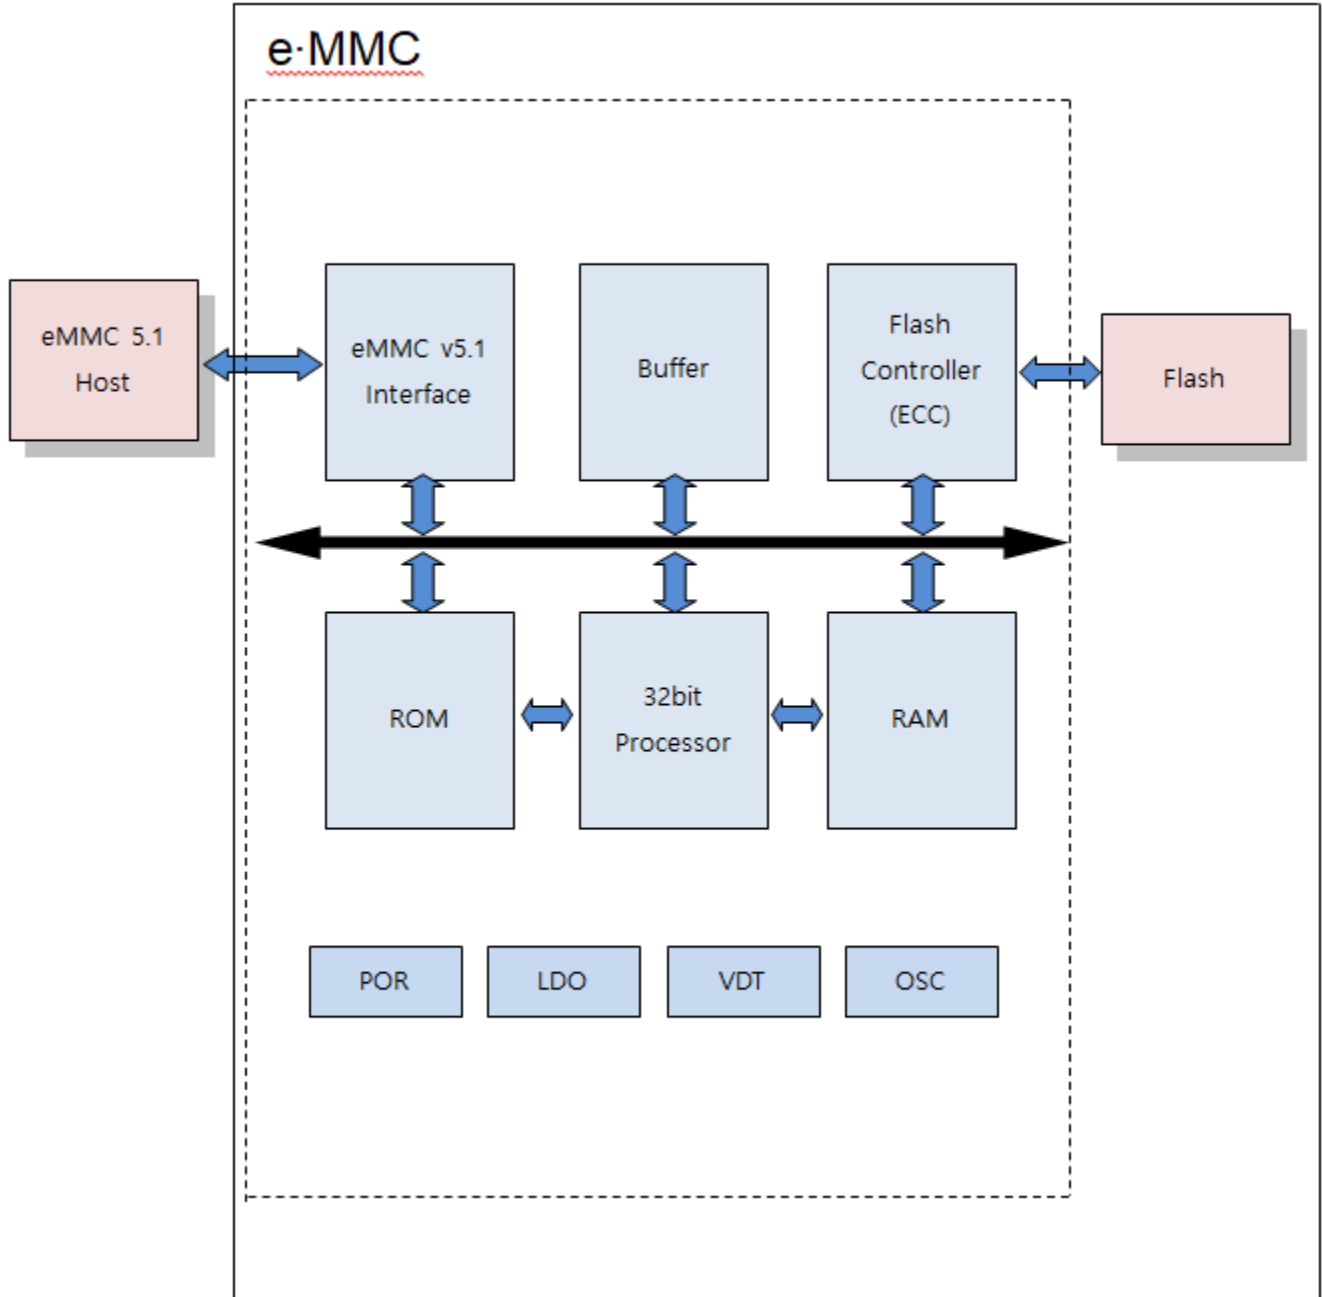 e·MMC
eMMC 5.1
Host
eMMC v5.1
Interface
Buffer
Flash
Controller
(ECC)
Flash
ROM
32bit
Processor
RAM
POR
LDO
VDT
OSC